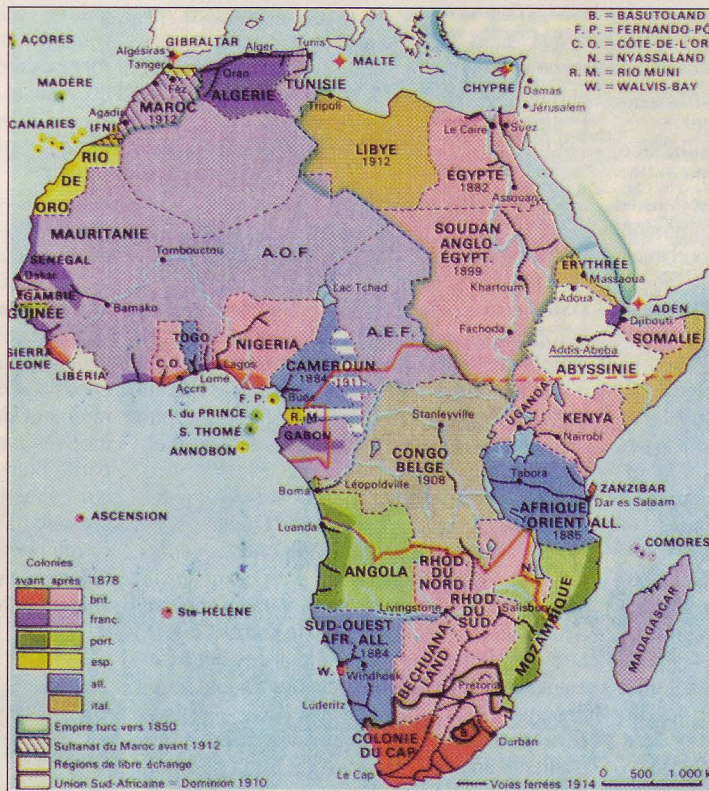 B. = BASUTOLAND
F. P. = FERNANDO-PÓ
C. O. = CÔTE-DE-L'OR
N. = NYASSALAND
R. M. = RIO MUNI
W. = WALVIS-BAY
AÇORES
GIBRALTAR
Algésiras
Tanger
Alger
Tunis
MALTE
CHYPRE
Damas
Jérusalem
MADÈRE
Oran
Fèz
MAROC
1912
ALGÉRIE
TUNISIE
Tripoli
Agadir
CANARIES
IFNI
Le Caire
Suez
RIO
DE
ORO
LIBYE
1912
ÉGYPTE
1882
Assouan
MAURITANIE
Tombouctou
A.O.F.
SOUDAN
ANGLO-
ÉGYPT.
1899
ÉRYTHRÉE
Massaoua
SÉNÉGAL
Dakar
GAMBIE
GUINÉE
Bamako
Lac Tchad
Khartoum
Adoua
ADEN
Djibouti
SIERRA
LEONE
LIBÉRIA
C.O.
TOGO
NIGERIA
A.E.F.
Fachoda
SOMALIE
Addis-Abeba
ABYSSINIE
Accra
Lomé
Lagos
CAMEROUN
1884
1911
F. P.
Buea
R. M.
I. du PRINCE
S. THOMÉ
ANNOBÓN
GABON
Stanleyville
UGANDA
KENYA
Nairobi
CONGO
BELGE
1908
Boma
Léopoldville
Tabora
ZANZIBAR
Dar es Salaam
AFRIQUE
ORIENT. ALL.
1885
ASCENSION
Luanda
COMORES
ANGOLA
RHOD.
DU
NORD
N.
Livingstone
RHOD.
DU
SUD
Salisbury
MOZAMBIQUE
MADAGASCAR
Ste-HÉLÈNE
SUD-OUEST
AFR. ALL.
1884
W.
Windhoek
BECHUANA
LAND
Lüderitz
Pretoria
COLONIE
DU CAP
B
Durban
Le Cap
Colonies
avant après 1878
brit.
franç.
port.
esp.
all.
ital.
Empire turc vers 1850
Sultanat du Maroc avant 1912
Régions de libre échange
Union Sud-Africaine = Dominion 1910
Voies ferrées 1914
0 500 1 000 k